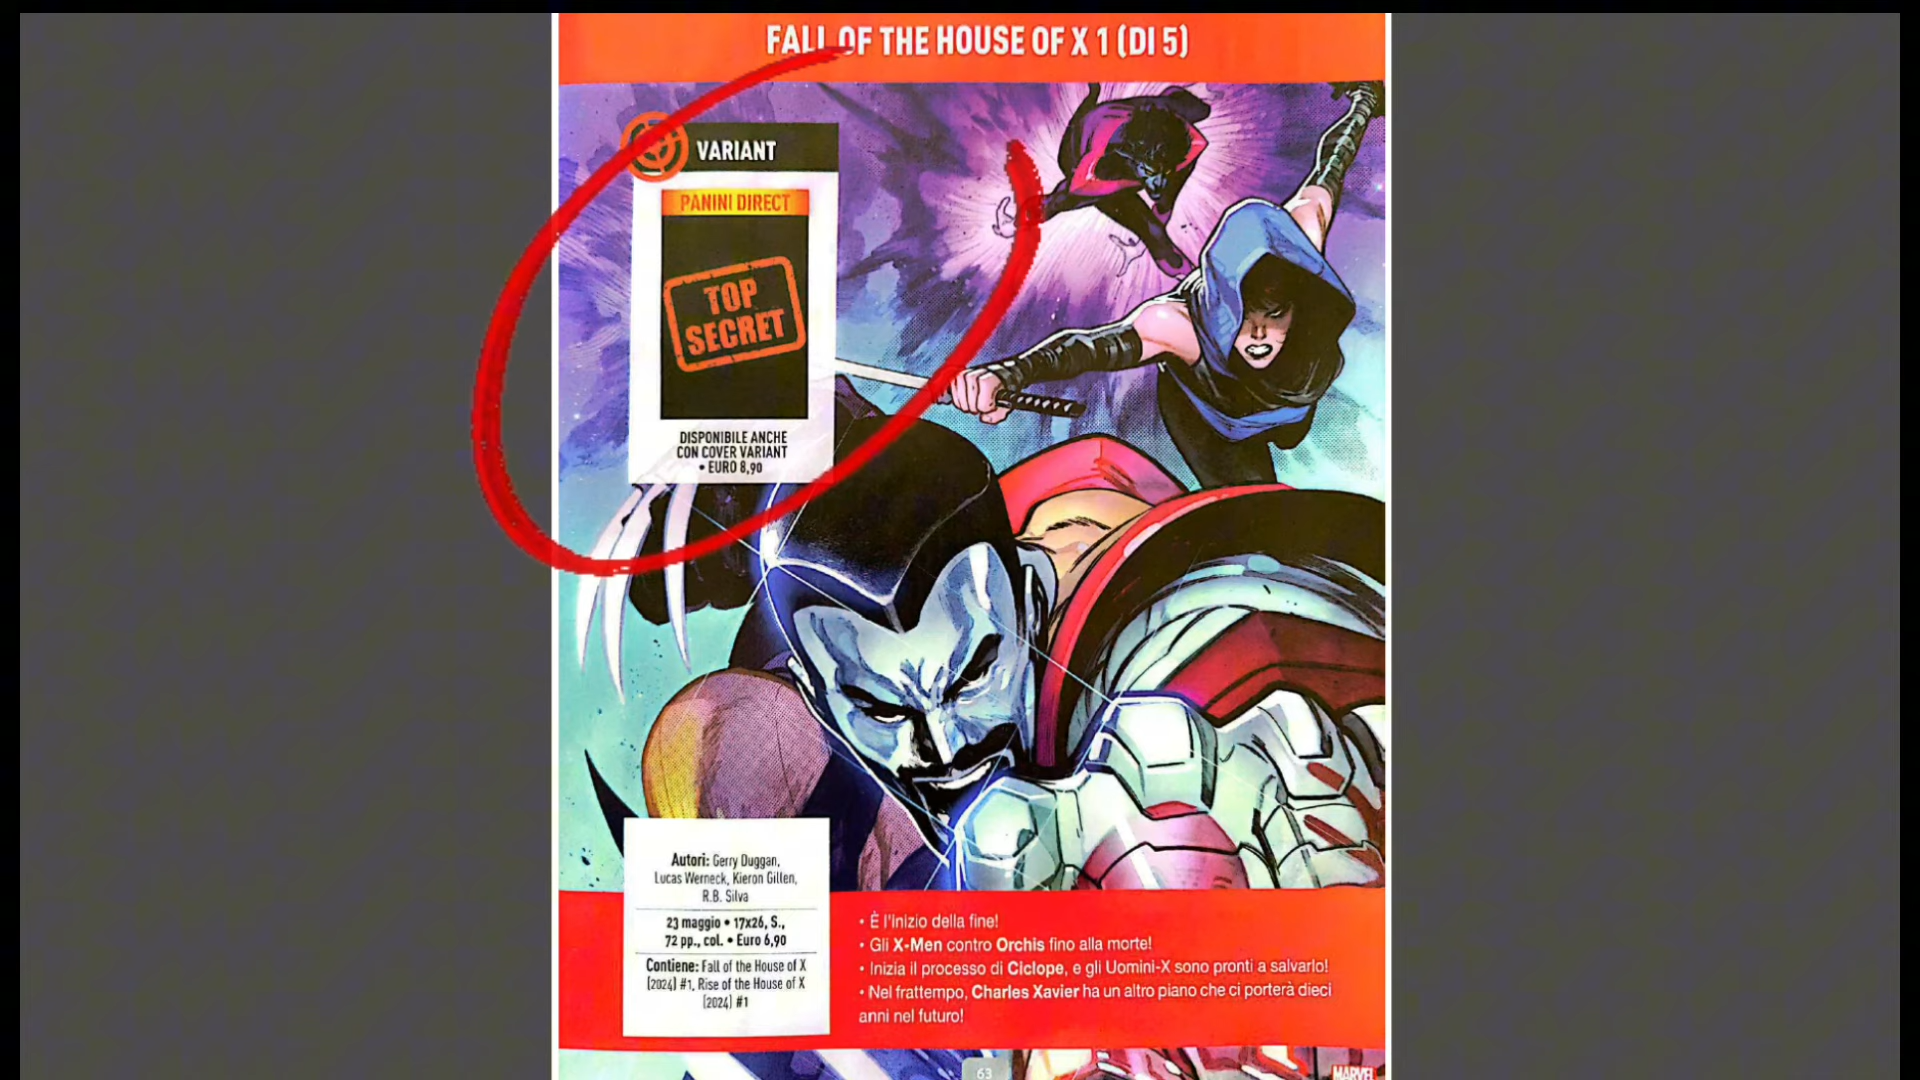 FALL OF THE HOUSE OF X 1 (DI 5)
VARIANT
PANINI DIRECT
TOP
SECRET
DISPONIBILE ANCHE
CON COVER VARIANT
• EURO 8,90
Autori: Gerry Duggan,
Lucas Werneck, Kieron Gillen,
R.B. Silva
23 maggio • 17x26, S.,
72 pp., col. • Euro 6,90
Contiene: Fall of the House of X
(2024) #1, Rise of the House of X
(2024) #1
• È l'inizio della fine!
• Gli X-Men contro Orchis fino alla morte!
• Inizia il processo di Ciclope, e gli Uomini-X sono pronti a salvarlo!
• Nel frattempo, Charles Xavier ha un altro piano che ci porterà dieci
anni nel futuro!
63
MARVEL